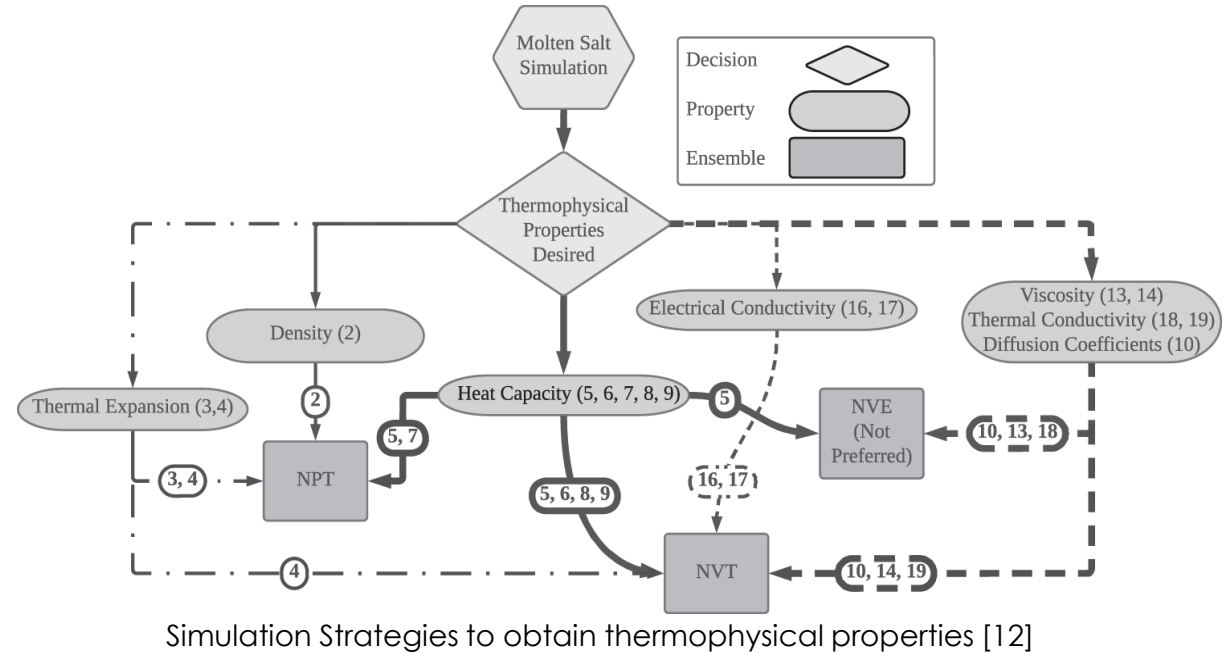 Molten Salt
Simulation
Decision
Property
Ensemble
Thermophysical
Properties
Desired
Density (2)
Electrical Conductivity (16, 17)
Viscosity (13, 14)
Thermal Conductivity (18, 19)
Diffusion Coefficients (10)
Thermal Expansion (3,4)
Heat Capacity (5, 6, 7, 8, 9)
2
5
5, 7
NVE
(Not
Preferred)
10, 13, 18
3, 4
NPT
16, 17
5, 6, 8, 9
4
NVT
10, 14, 19
Simulation Strategies to obtain thermophysical properties [12]